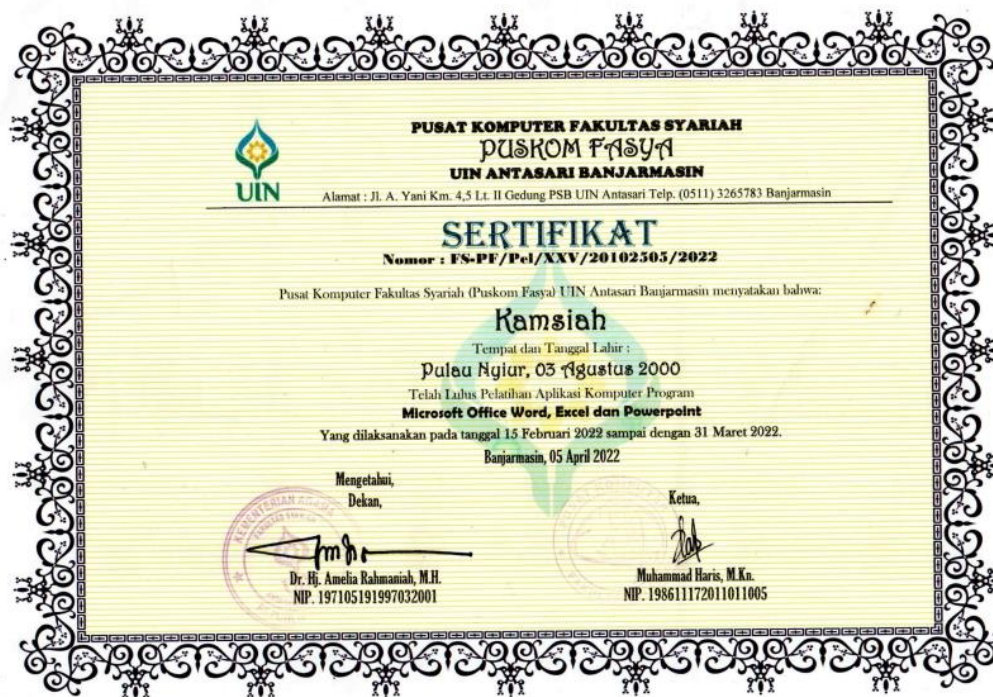 PUSAT KOMPUTER FAKULTAS SYARIAH
PUSKOM FASYA
UIN ANTASARI BANJARMASIN
UIN
Alamat : Jl. A. Yani Km. 4,5 Lt. II Gedung PSB UIN Antasari Telp. (0511) 3265783 Banjarmasin
SERTIFIKAT
Nomor : FS-PF/Pel/XXV/20102505/2022
Pusat Komputer Fakultas Syariah (Puskom Fasya) UIN Antasari Banjarmasin menyatakan bahwa:
Kamsiah
Tempat dan Tanggal Lahir :
Pulau Nyiur, 03 Agustus 2000
Telah Lulus Pelatihan Aplikasi Komputer Program
Microsoft Office Word, Excel dan Powerpoint
Yang dilaksanakan pada tanggal 15 Februari 2022 sampai dengan 31 Maret 2022.
Banjarmasin, 05 April 2022
Mengetahui,
Dekan,
KEMENTERIAN AGAMA
Dr. Hj. Amelia Rahmaniah, M.H.
NIP. 197105191997032001
Ketua,
Muhammad Haris, M.Kn.
NIP. 198611172011011005